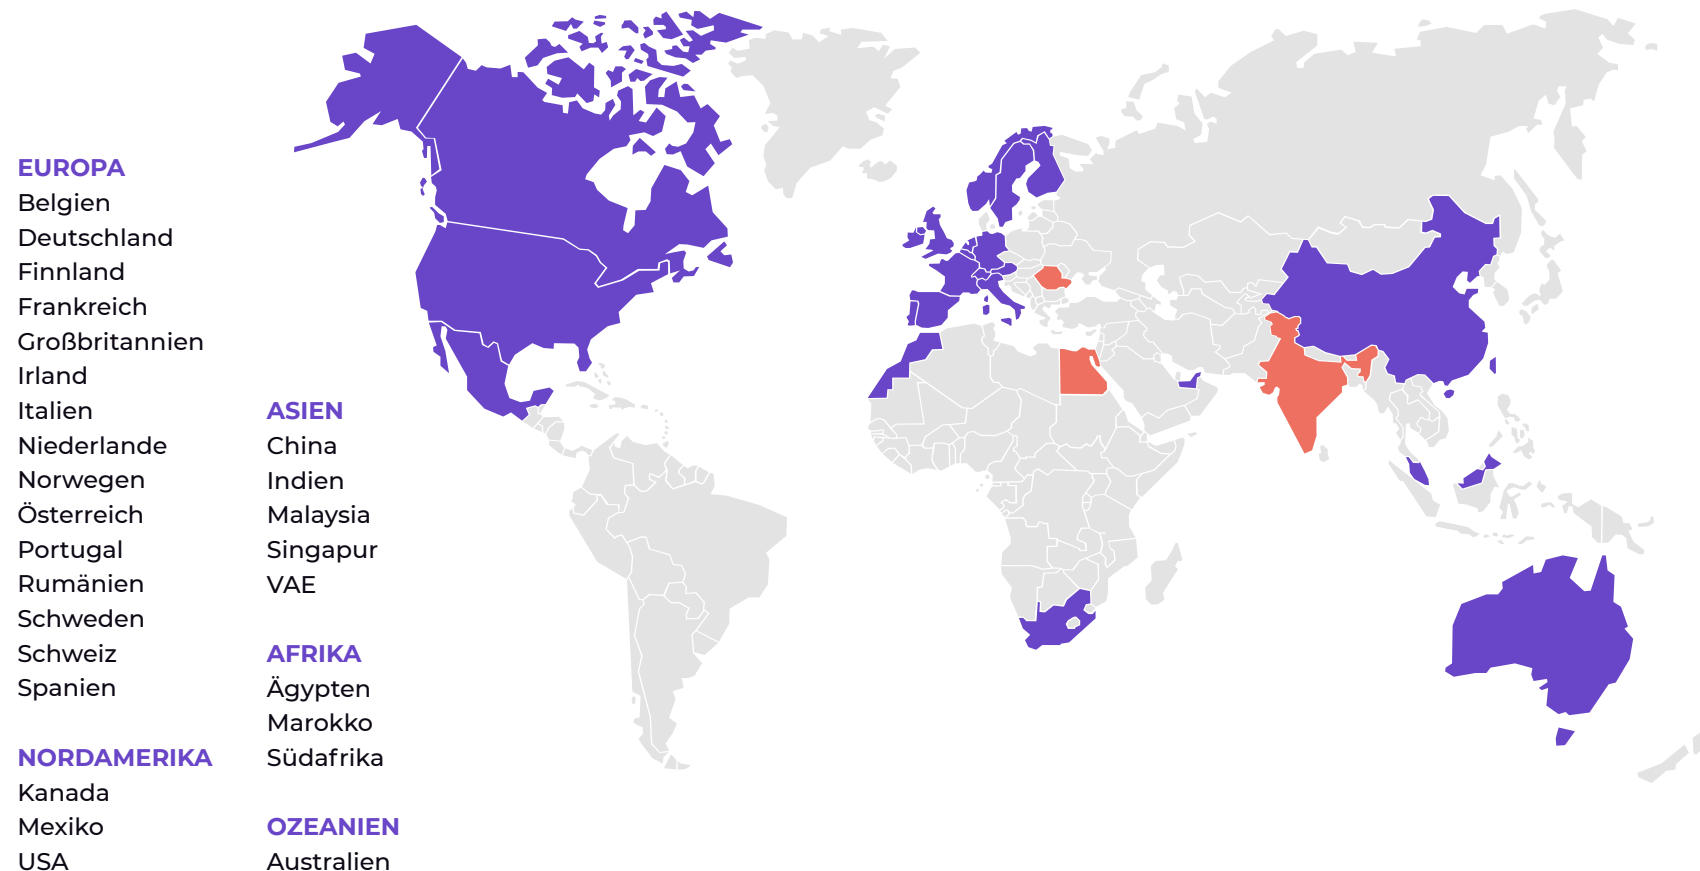 EUROPA
Belgien
Deutschland
Finnland
Frankreich
Großbritannien
Irland
Italien
Niederlande
Norwegen
Österreich
Portugal
Rumänien
Schweden
Schweiz
Spanien
NORDAMERIKA
Kanada
Mexiko
USA
ASIEN
China
Indien
Malaysia
Singapur
VAE
AFRIKA
Ägypten
Marokko
Südafrika
OZEANIEN
Australien